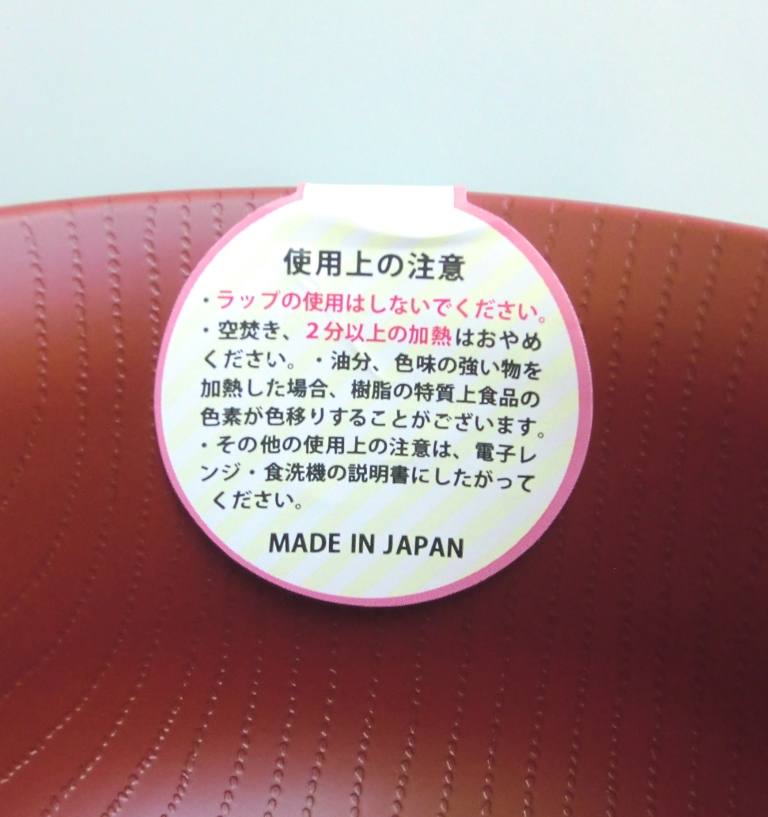 使用上の注意
・ラップの使用はしないでください。
・空焚き、２分以上の加熱はおやめ
ください。・油分、色味の強い物を
加熱した場合、樹脂の特質上食品の
色素が色移りすることがございます。
・その他の使用上の注意は、電子レ
ンジ・食洗機の説明書にしたがって
ください。
MADE IN JAPAN